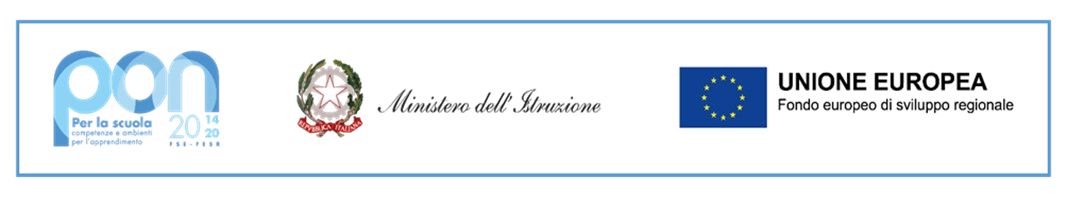 pon
Per la scuola
competenze e ambienti
per l'apprendimento
20 14
20
FSE-FESR
REPVBBLICA ITALIANA
Ministero dell'Istruzione
UNIONE EUROPEA
Fondo europeo di sviluppo regionale